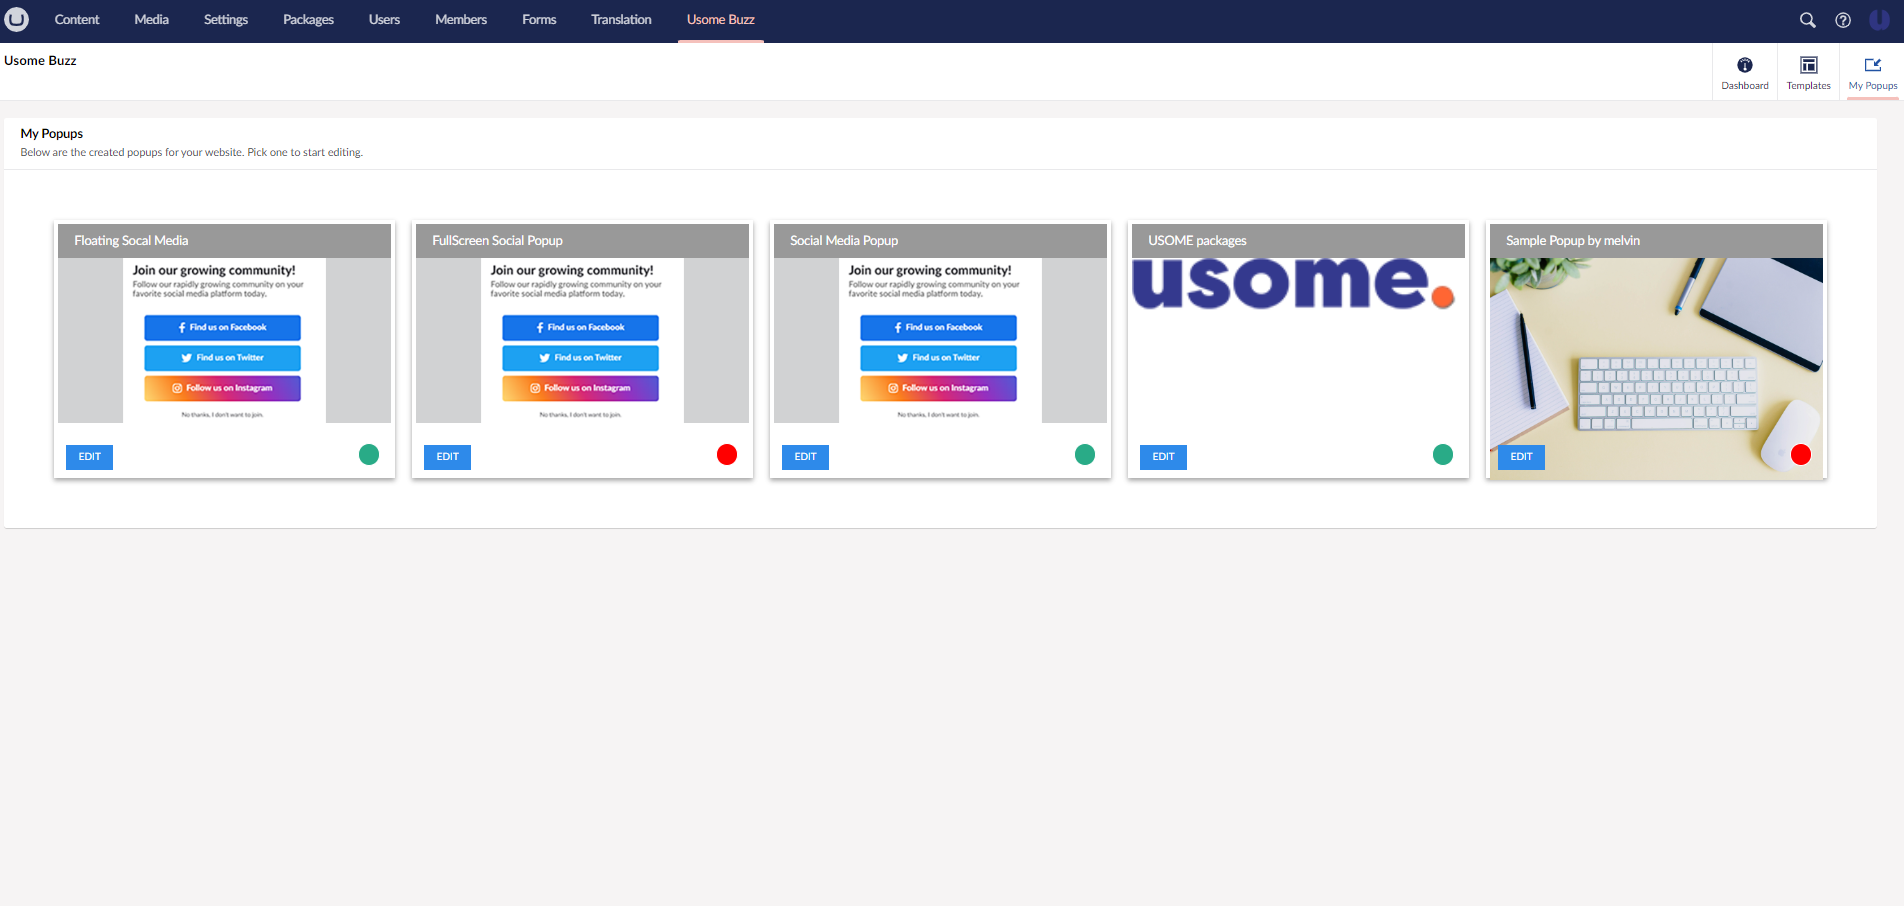 Content Media Settings Packages Users Members Forms Translation Usome Buzz
Usome Buzz
Dashboard Templates My Popups
My Popups
Below are the created popups for your website. Pick one to start editing.
Floating Socal Media
Join our growing community!
Follow our rapidly growing community on your
favorite social media platform today.
Find us on Facebook
Find us on Twitter
Follow us on Instagram
No thanks, I don't want to join.
EDIT
FullScreen Social Popup
Join our growing community!
Follow our rapidly growing community on your
favorite social media platform today.
Find us on Facebook
Find us on Twitter
Follow us on Instagram
No thanks, I don't want to join.
EDIT
Social Media Popup
Join our growing community!
Follow our rapidly growing community on your
favorite social media platform today.
Find us on Facebook
Find us on Twitter
Follow us on Instagram
No thanks, I don't want to join.
EDIT
USOME packages
usome.
EDIT
Sample Popup by melvin
EDIT